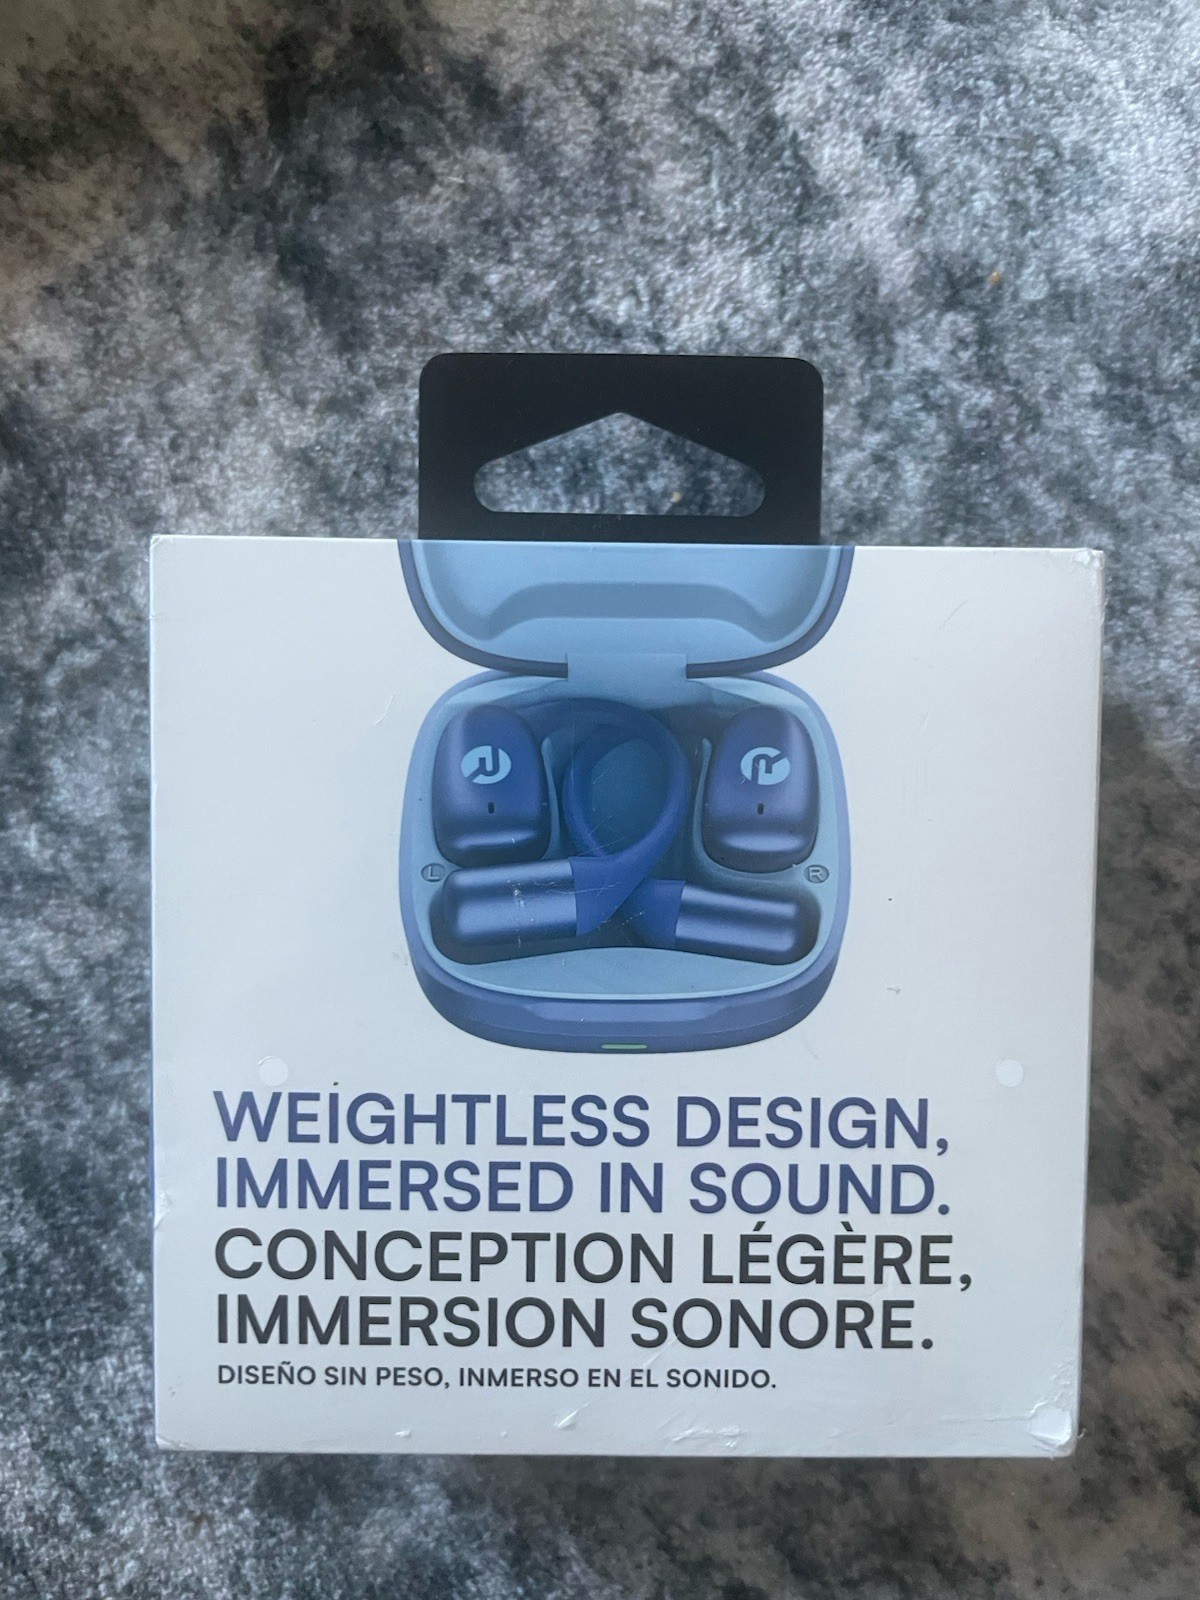 L
R
WEIGHTLESS DESIGN,
IMMERSED IN SOUND.
CONCEPTION LÉGÈRE,
IMMERSION SONORE.
DISEÑO SIN PESO, INMERSO EN EL SONIDO.